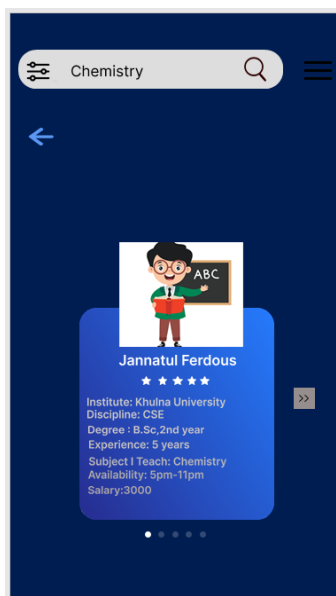 Chemistry
ABC
Jannatul Ferdous
Institute: Khulna University
Discipline: CSE
Degree : B.Sc,2nd year
Experience: 5 years
Subject I Teach: Chemistry
Availability: 5pm-11pm
Salary:3000
>>